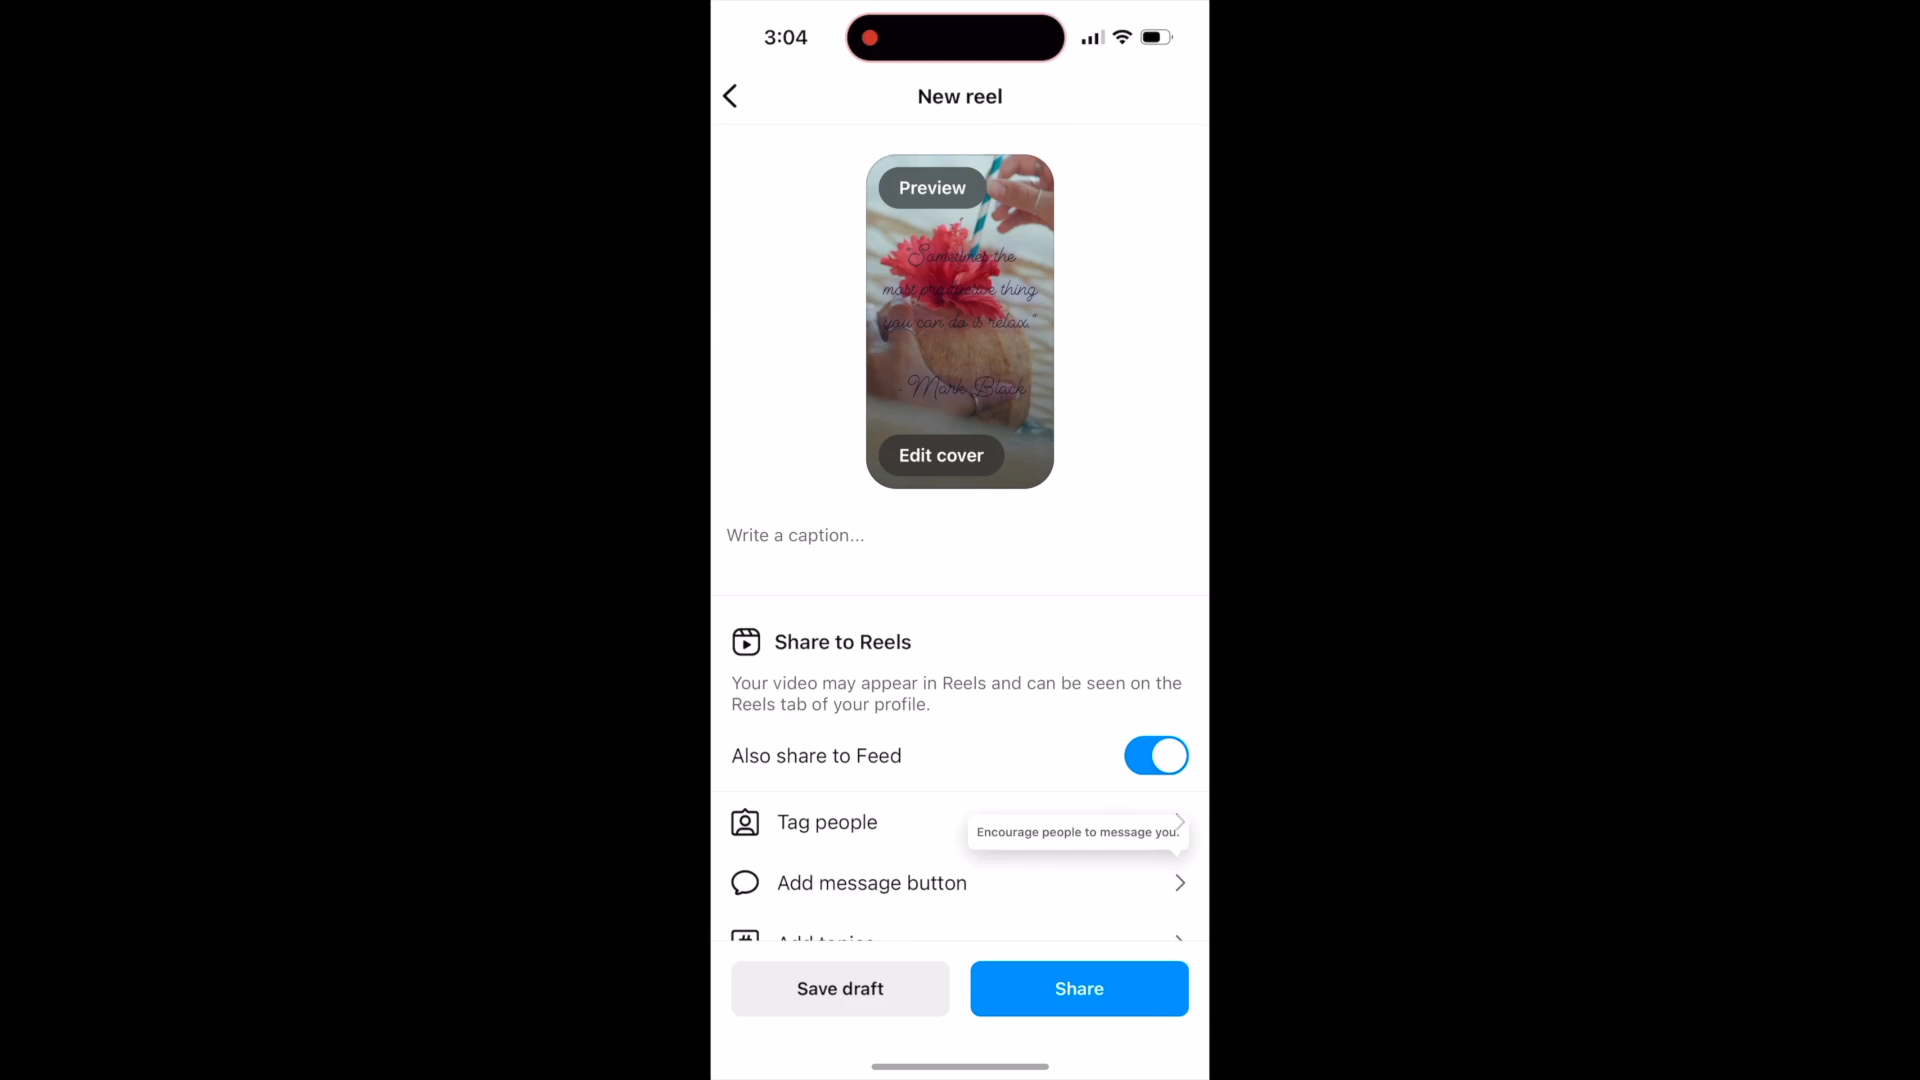 3:04
New reel
Preview
"Sometimes the
most productive thing
you can do is relax."
- Mark Black
Edit cover
Write a caption...
Share to Reels
Your video may appear in Reels and can be seen on the
Reels tab of your profile.
Also share to Feed
Tag people
Encourage people to message you.
Add message button
Add topics
Save draft
Share